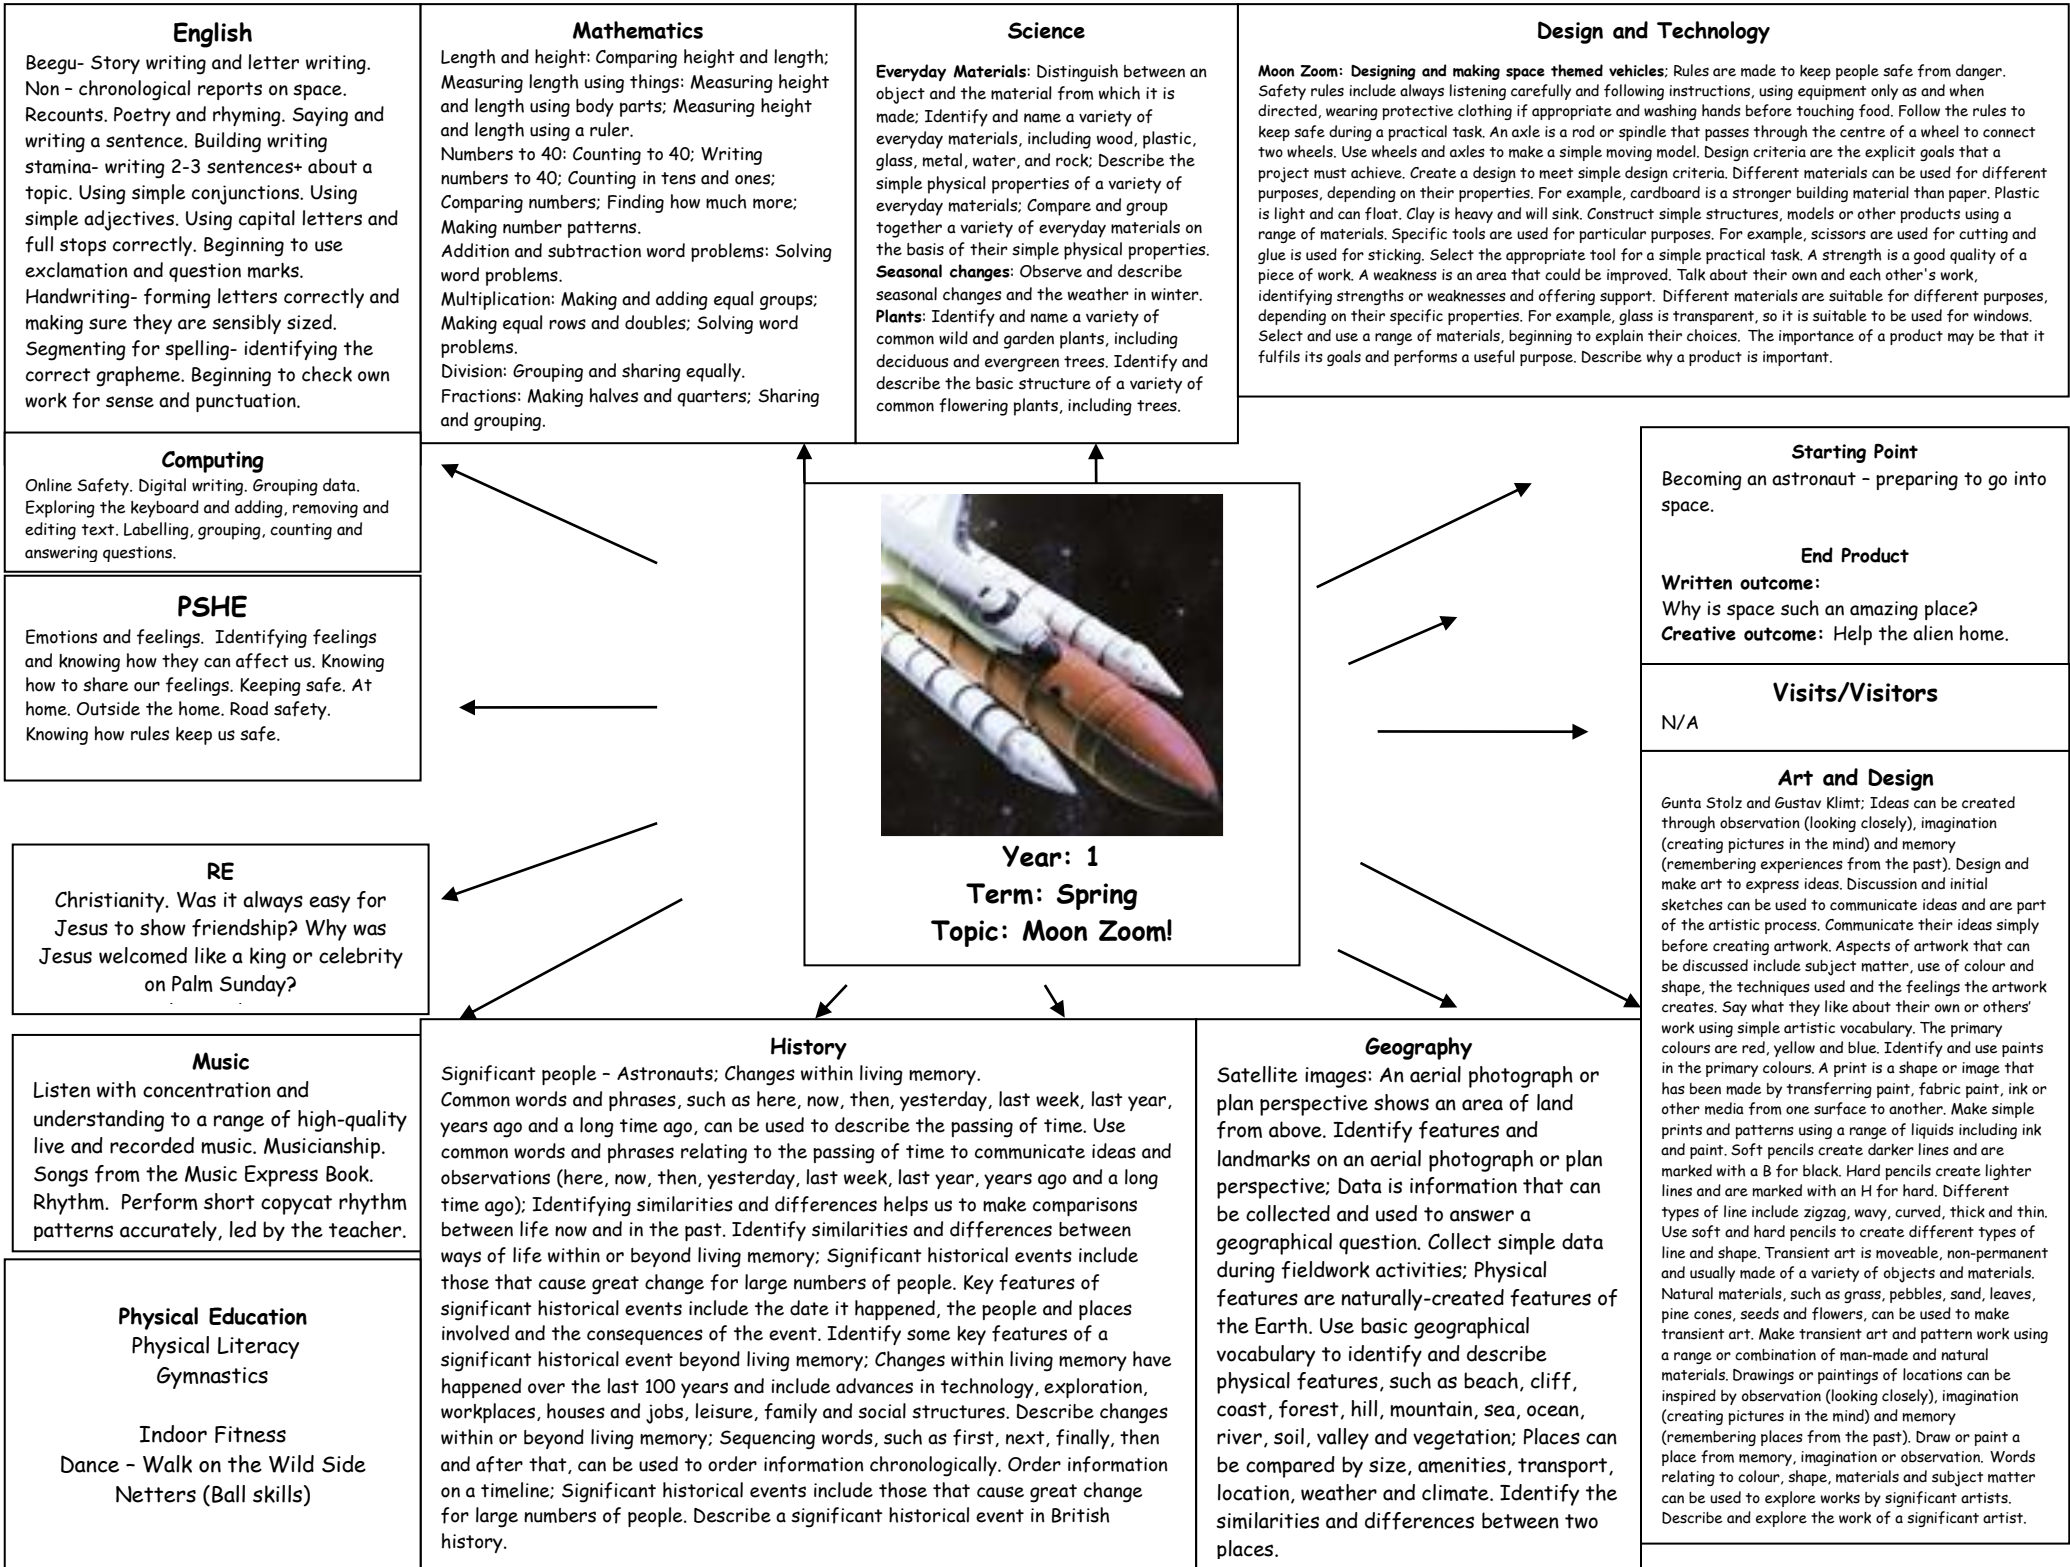 English
Beegu- Story writing and letter writing.
Non – chronological reports on space.
Recounts. Poetry and rhyming. Saying and
writing a sentence. Building writing
stamina- writing 2-3 sentences+ about a
topic. Using simple conjunctions. Using
simple adjectives. Using capital letters and
full stops correctly. Beginning to use
exclamation and question marks.
Handwriting- forming letters correctly and
making sure they are sensibly sized.
Segmenting for spelling- identifying the
correct grapheme. Beginning to check own
work for sense and punctuation.
Mathematics
Length and height: Comparing height and length;
Measuring length using things: Measuring height
and length using body parts; Measuring height
and length using a ruler.
Numbers to 40: Counting to 40; Writing
numbers to 40; Counting in tens and ones;
Comparing numbers; Finding how much more;
Making number patterns.
Addition and subtraction word problems: Solving
word problems.
Multiplication: Making and adding equal groups;
Making equal rows and doubles; Solving word
problems.
Division: Grouping and sharing equally.
Fractions: Making halves and quarters; Sharing
and grouping.
Science
Everyday Materials: Distinguish between an
object and the material from which it is
made; Identify and name a variety of
everyday materials, including wood, plastic,
glass, metal, water, and rock; Describe the
simple physical properties of a variety of
everyday materials; Compare and group
together a variety of everyday materials on
the basis of their simple physical properties.
Seasonal changes: Observe and describe
seasonal changes and the weather in winter.
Plants: Identify and name a variety of
common wild and garden plants, including
deciduous and evergreen trees. Identify and
describe the basic structure of a variety of
common flowering plants, including trees.
Design and Technology
Moon Zoom: Designing and making space themed vehicles; Rules are made to keep people safe from danger.
Safety rules include always listening carefully and following instructions, using equipment only as and when
directed, wearing protective clothing if appropriate and washing hands before touching food. Follow the rules to
keep safe during a practical task. An axle is a rod or spindle that passes through the centre of a wheel to connect
two wheels. Use wheels and axles to make a simple moving model. Design criteria are the explicit goals that a
project must achieve. Create a design to meet simple design criteria. Different materials can be used for different
purposes, depending on their properties. For example, cardboard is a stronger building material than paper. Plastic
is light and can float. Clay is heavy and will sink. Construct simple structures, models or other products using a
range of materials. Specific tools are used for particular purposes. For example, scissors are used for cutting and
glue is used for sticking. Select the appropriate tool for a simple practical task. A strength is a good quality of a
piece of work. A weakness is an area that could be improved. Talk about their own and each other's work,
identifying strengths or weaknesses and offering support. Different materials are suitable for different purposes,
depending on their specific properties. For example, glass is transparent, so it is suitable to be used for windows.
Select and use a range of materials, beginning to explain their choices. The importance of a product may be that it
fulfils its goals and performs a useful purpose. Describe why a product is important.
Computing
Online Safety. Digital writing. Grouping data.
Exploring the keyboard and adding, removing and
editing text. Labelling, grouping, counting and
answering questions.
PSHE
Emotions and feelings. Identifying feelings
and knowing how they can affect us. Knowing
how to share our feelings. Keeping safe. At
home. Outside the home. Road safety.
Knowing how rules keep us safe.
RE
Christianity. Was it always easy for
Jesus to show friendship? Why was
Jesus welcomed like a king or celebrity
on Palm Sunday?
Music
Listen with concentration and
understanding to a range of high-quality
live and recorded music. Musicianship.
Songs from the Music Express Book.
Rhythm. Perform short copycat rhythm
patterns accurately, led by the teacher.
Physical Education
Physical Literacy
Gymnastics
Indoor Fitness
Dance – Walk on the Wild Side
Netters (Ball skills)
Year: 1
Term: Spring
Topic: Moon Zoom!
Starting Point
Becoming an astronaut – preparing to go into
space.
End Product
Written outcome:
Why is space such an amazing place?
Creative outcome: Help the alien home.
Visits/Visitors
N/A
Art and Design
Gunta Stolz and Gustav Klimt; Ideas can be created
through observation (looking closely), imagination
(creating pictures in the mind) and memory
(remembering experiences from the past). Design and
make art to express ideas. Discussion and initial
sketches can be used to communicate ideas and are part
of the artistic process. Communicate their ideas simply
before creating artwork. Aspects of artwork that can
be discussed include subject matter, use of colour and
shape, the techniques used and the feelings the artwork
creates. Say what they like about their own or others'
work using simple artistic vocabulary. The primary
colours are red, yellow and blue. Identify and use paints
in the primary colours. A print is a shape or image that
has been made by transferring paint, fabric paint, ink or
other media from one surface to another. Make simple
prints and patterns using a range of liquids including ink
and paint. Soft pencils create darker lines and are
marked with a B for black. Hard pencils create lighter
lines and are marked with an H for hard. Different
types of line include zigzag, wavy, curved, thick and thin.
Use soft and hard pencils to create different types of
line and shape. Transient art is moveable, non-permanent
and usually made of a variety of objects and materials.
Natural materials, such as grass, pebbles, sand, leaves,
pine cones, seeds and flowers, can be used to make
transient art. Make transient art and pattern work using
a range or combination of man-made and natural
materials. Drawings or paintings of locations can be
inspired by observation (looking closely), imagination
(creating pictures in the mind) and memory
(remembering places from the past). Draw or paint a
place from memory, imagination or observation. Words
relating to colour, shape, materials and subject matter
can be used to explore works by significant artists.
Describe and explore the work of a significant artist.
History
Significant people – Astronauts; Changes within living memory.
Common words and phrases, such as here, now, then, yesterday, last week, last year,
years ago and a long time ago, can be used to describe the passing of time. Use
common words and phrases relating to the passing of time to communicate ideas and
observations (here, now, then, yesterday, last week, last year, years ago and a long
time ago); Identifying similarities and differences helps us to make comparisons
between life now and in the past. Identify similarities and differences between
ways of life within or beyond living memory; Significant historical events include
those that cause great change for large numbers of people. Key features of
significant historical events include the date it happened, the people and places
involved and the consequences of the event. Identify some key features of a
significant historical event beyond living memory; Changes within living memory have
happened over the last 100 years and include advances in technology, exploration,
workplaces, houses and jobs, leisure, family and social structures. Describe changes
within or beyond living memory; Sequencing words, such as first, next, finally, then
and after that, can be used to order information chronologically. Order information
on a timeline; Significant historical events include those that cause great change
for large numbers of people. Describe a significant historical event in British
history.
Geography
Satellite images: An aerial photograph or
plan perspective shows an area of land
from above. Identify features and
landmarks on an aerial photograph or plan
perspective; Data is information that can
be collected and used to answer a
geographical question. Collect simple data
during fieldwork activities; Physical
features are naturally-created features of
the Earth. Use basic geographical
vocabulary to identify and describe
physical features, such as beach, cliff,
coast, forest, hill, mountain, sea, ocean,
river, soil, valley and vegetation; Places can
be compared by size, amenities, transport,
location, weather and climate. Identify the
similarities and differences between two
places.